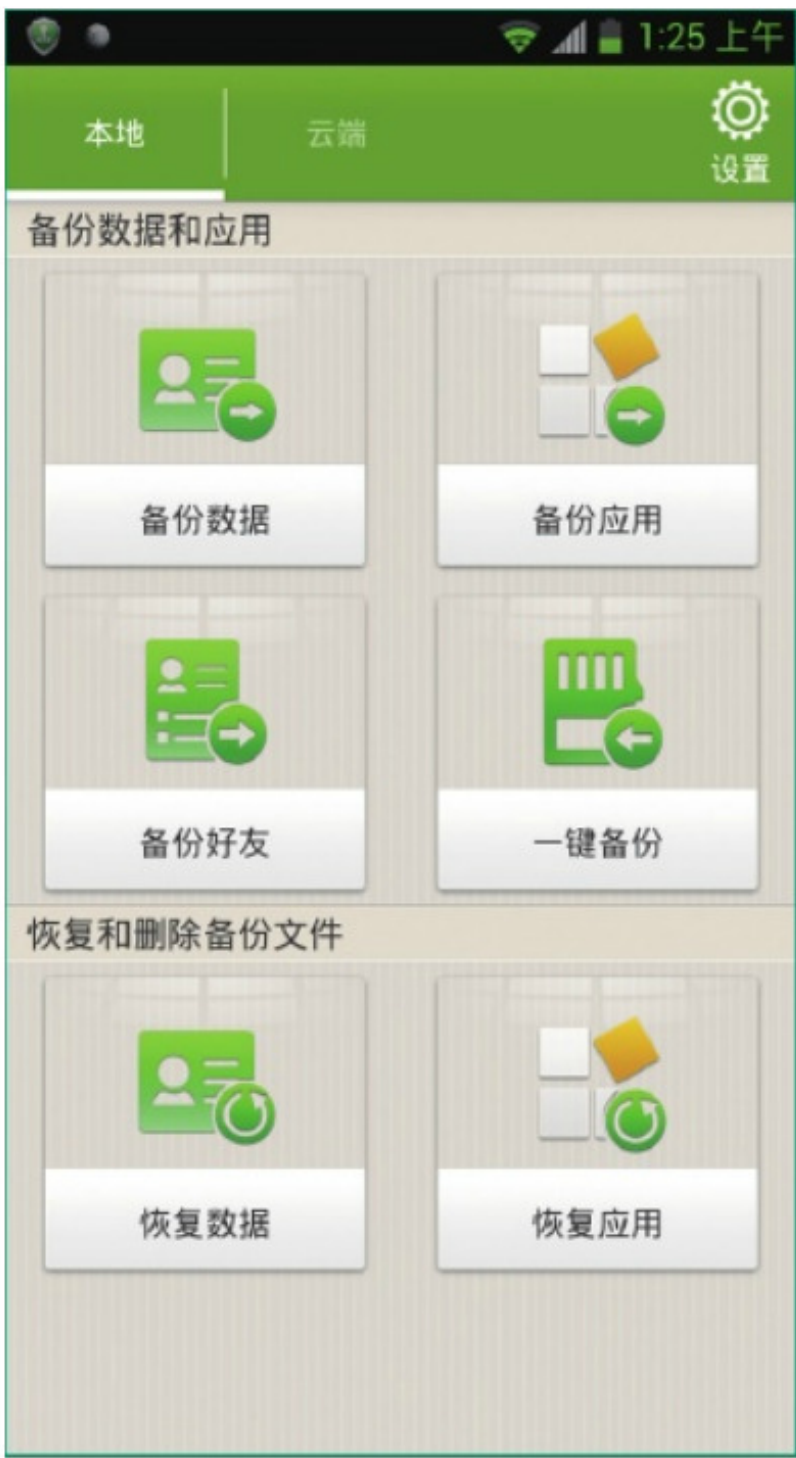 1:25 上午
本地
云端
设置
备份数据和应用
备份数据
备份应用
备份好友
一键备份
恢复和删除备份文件
恢复数据
恢复应用